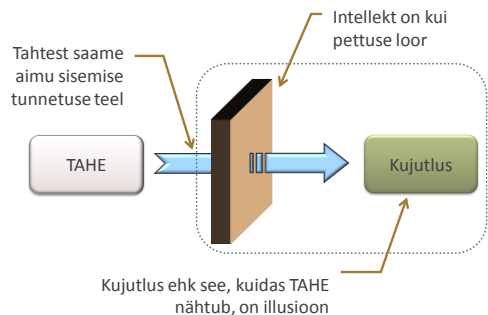 Tahtest saame
aimu sisemise
tunnetuse teel
Intellekt on kui
pettuse loor
TAHE
Kujutlus
Kujutlus ehk see, kuidas TAHE
nähtub, on illusioon